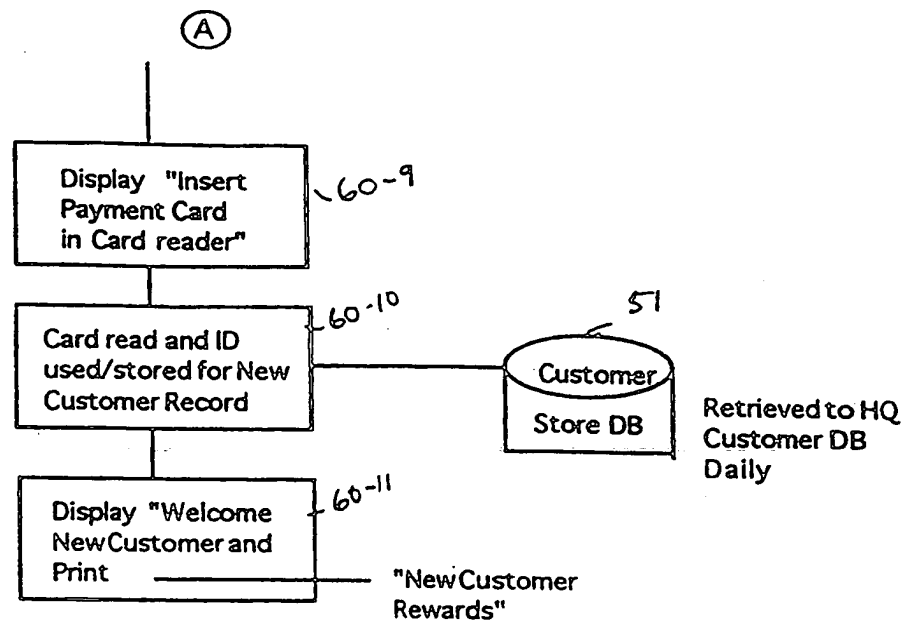 A
Display "Insert
Payment Card
in Card reader"
60-9
Card read and ID
used/stored for New
Customer Record
60-10
51
Customer
Store DB
Retrieved to HQ
Customer DB
Daily
Display "Welcome
New Customer and
Print
60-11
"New Customer
Rewards"